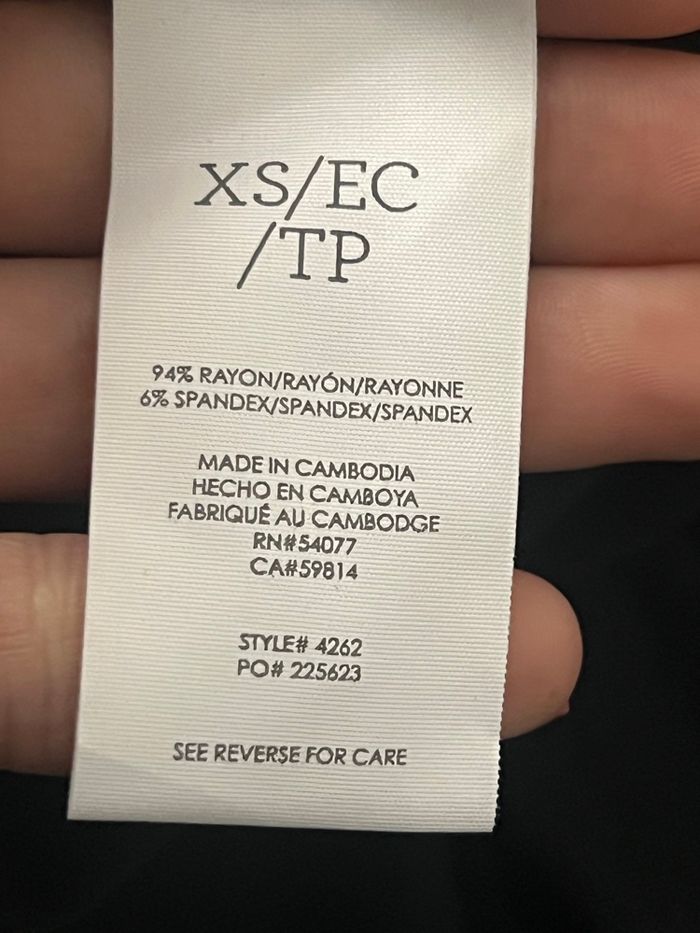 XS/EC
/TP
94% RAYON/RAYÓN/RAYONNE
6% SPANDEX/SPANDEX/SPANDEX
MADE IN CAMBODIA
HECHO EN CAMBOYA
FABRIQUÉ AU CAMBODGE
RN#54077
CA#59814
STYLE# 4262
PO# 225623
SEE REVERSE FOR CARE